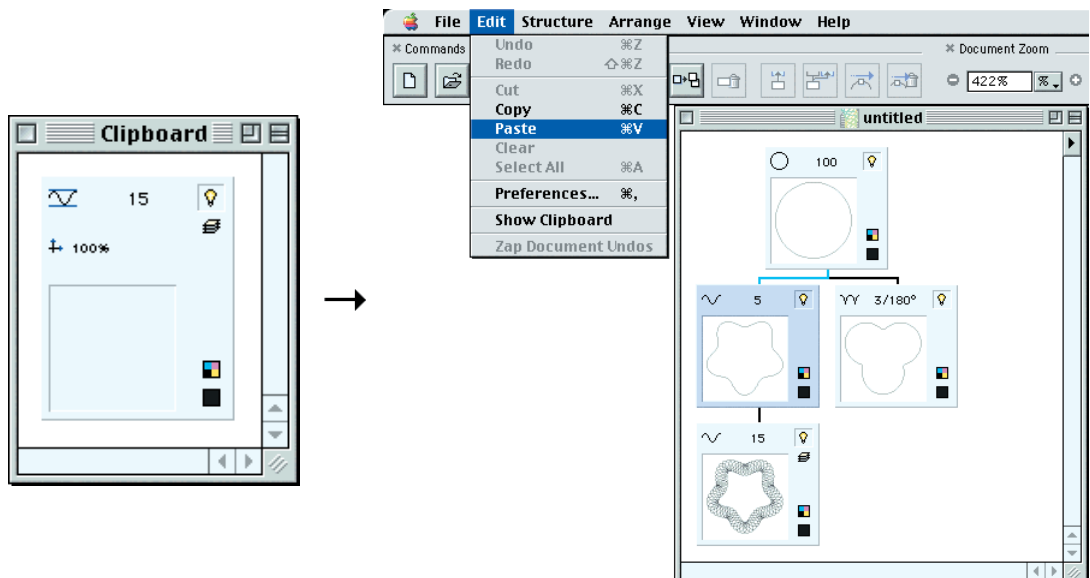 Clipboard
15
100%
File Edit Structure Arrange View Window Help
Commands
Document Zoom
422% %
Undo ⌘Z
Redo ⇧⌘Z
Cut ⌘X
Copy ⌘C
Paste ⌘V
Clear
Select All ⌘A
Preferences... ⌘,
Show Clipboard
Zap Document Undos
untitled
100
5
3/180°
15